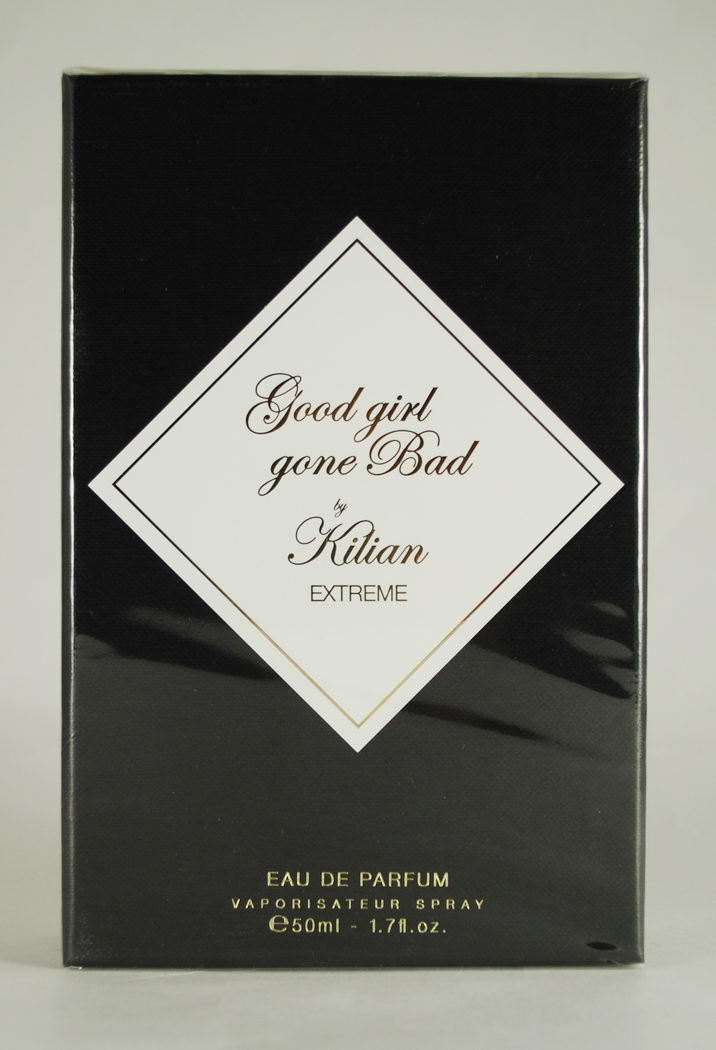 Good girl
gone Bad
by
Kilian
EXTREME
EAU DE PARFUM
VAPORISATEUR SPRAY
℮50ml - 1.7fl.oz.